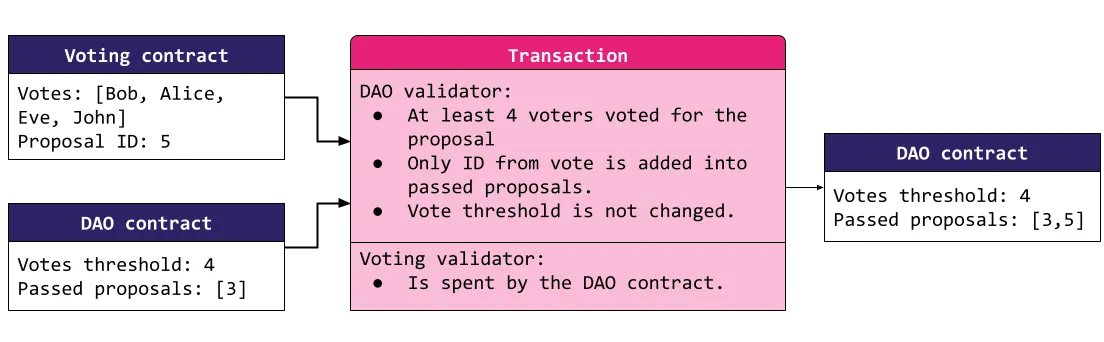 Voting contract
Votes: [Bob, Alice,
Eve, John]
Proposal ID: 5
DAO contract
Votes threshold: 4
Passed proposals: [3]
Transaction
DAO validator:
● At least 4 voters voted for the
proposal
● Only ID from vote is added into
passed proposals.
● Vote threshold is not changed.
Voting validator:
● Is spent by the DAO contract.
DAO contract
Votes threshold: 4
Passed proposals: [3,5]